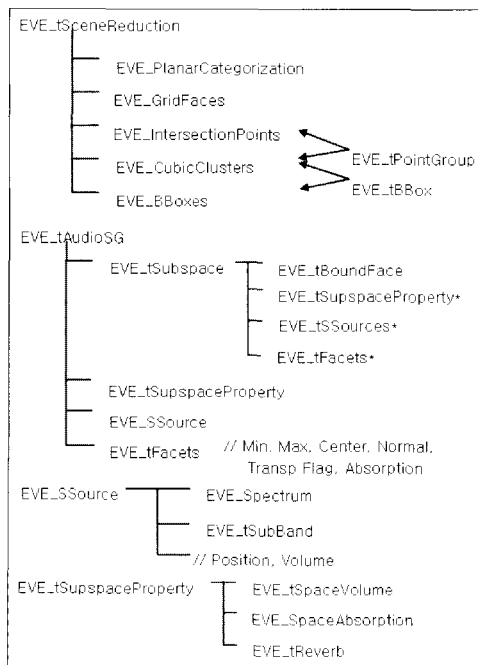 EVE_tSceneReduction
EVE_PlanarCategorization
EVE_GridFaces
EVE_IntersectionPoints
EVE_tPointGroup
EVE_CubicClusters
EVE_tBBox
EVE_BBoxes
EVE_tAudioSG
EVE_tSubspace
EVE_tBoundFace
EVE_tSupspaceProperty*
EVE_tSSources*
EVE_tFacets*
EVE_tSupspaceProperty
EVE_SSource
EVE_tFacets // Min, Max, Center, Normal,
Transp Flag, Absorption
EVE_SSource
EVE_Spectrum
EVE_tSubBand
// Position, Volume
EVE_tSupspaceProperty
EVE_tSpaceVolume
EVE_SpaceAbsorption
EVE_tReverb